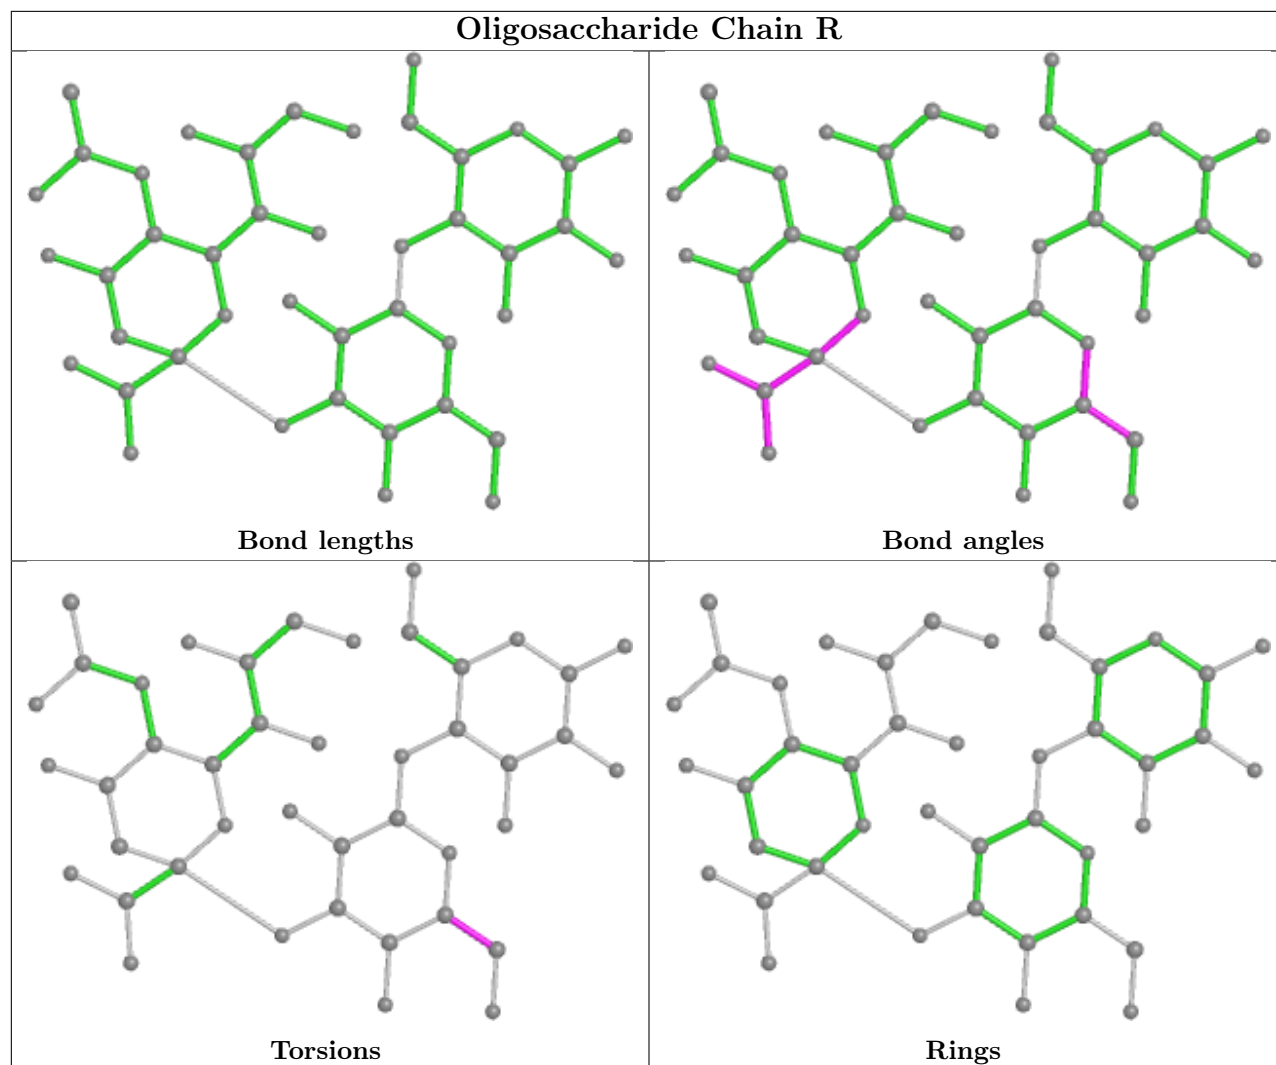 Oligosaccharide Chain R
Bond lengths
Bond angles
Torsions
Rings